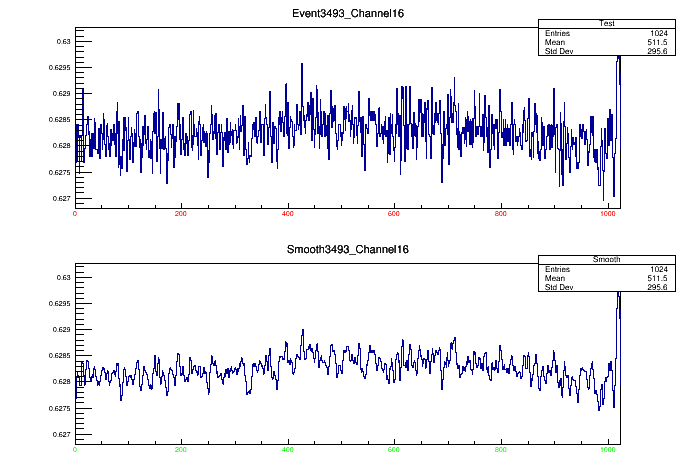 Event3493_Channel16
Test
Entries 1024
Mean 511.5
Std Dev 295.6
0.63
0.6295
0.629
0.6285
0.628
0.6275
0.627
0 200 400 600 800 1000
Smooth3493_Channel16
Smooth
Entries 1024
Mean 511.5
Std Dev 295.6
0.63
0.6295
0.629
0.6285
0.628
0.6275
0.627
0 200 400 600 800 1000